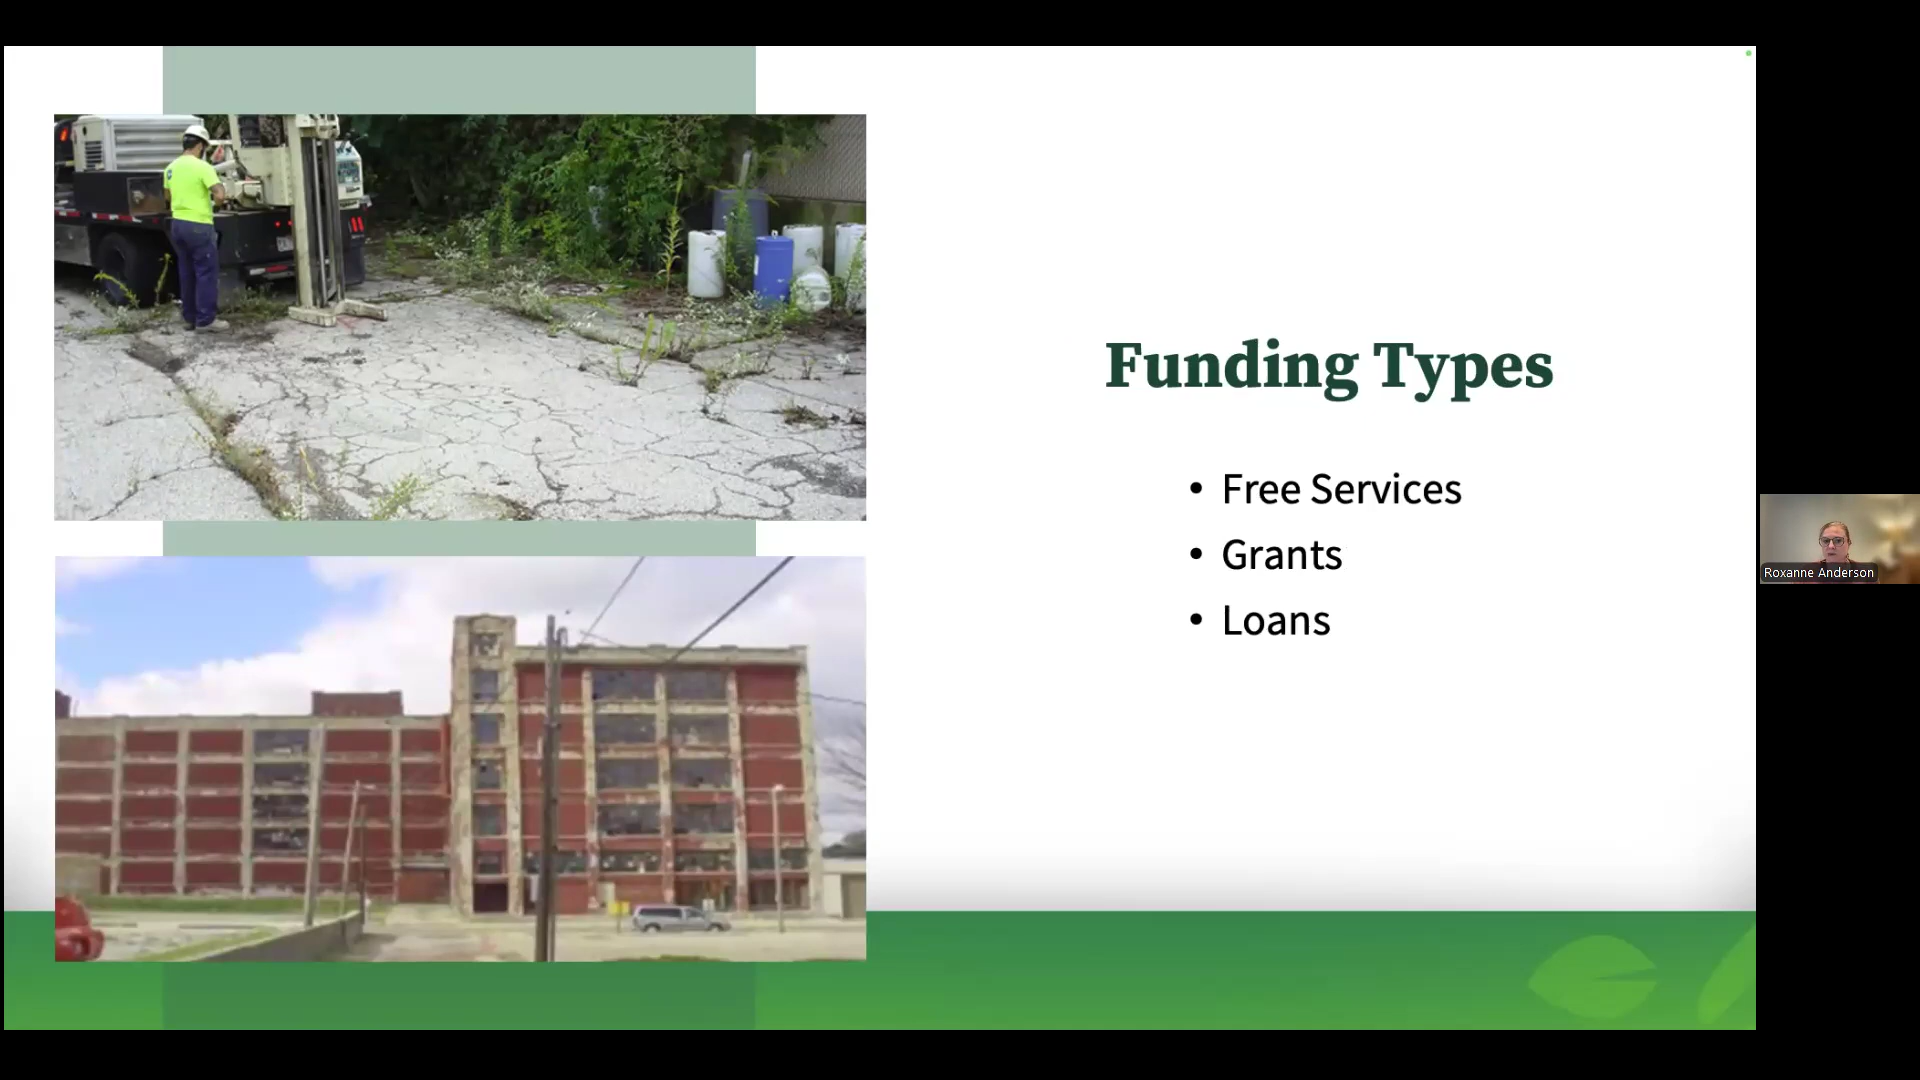 Funding Types
• Free Services
• Grants
• Loans
Roxanne Anderson